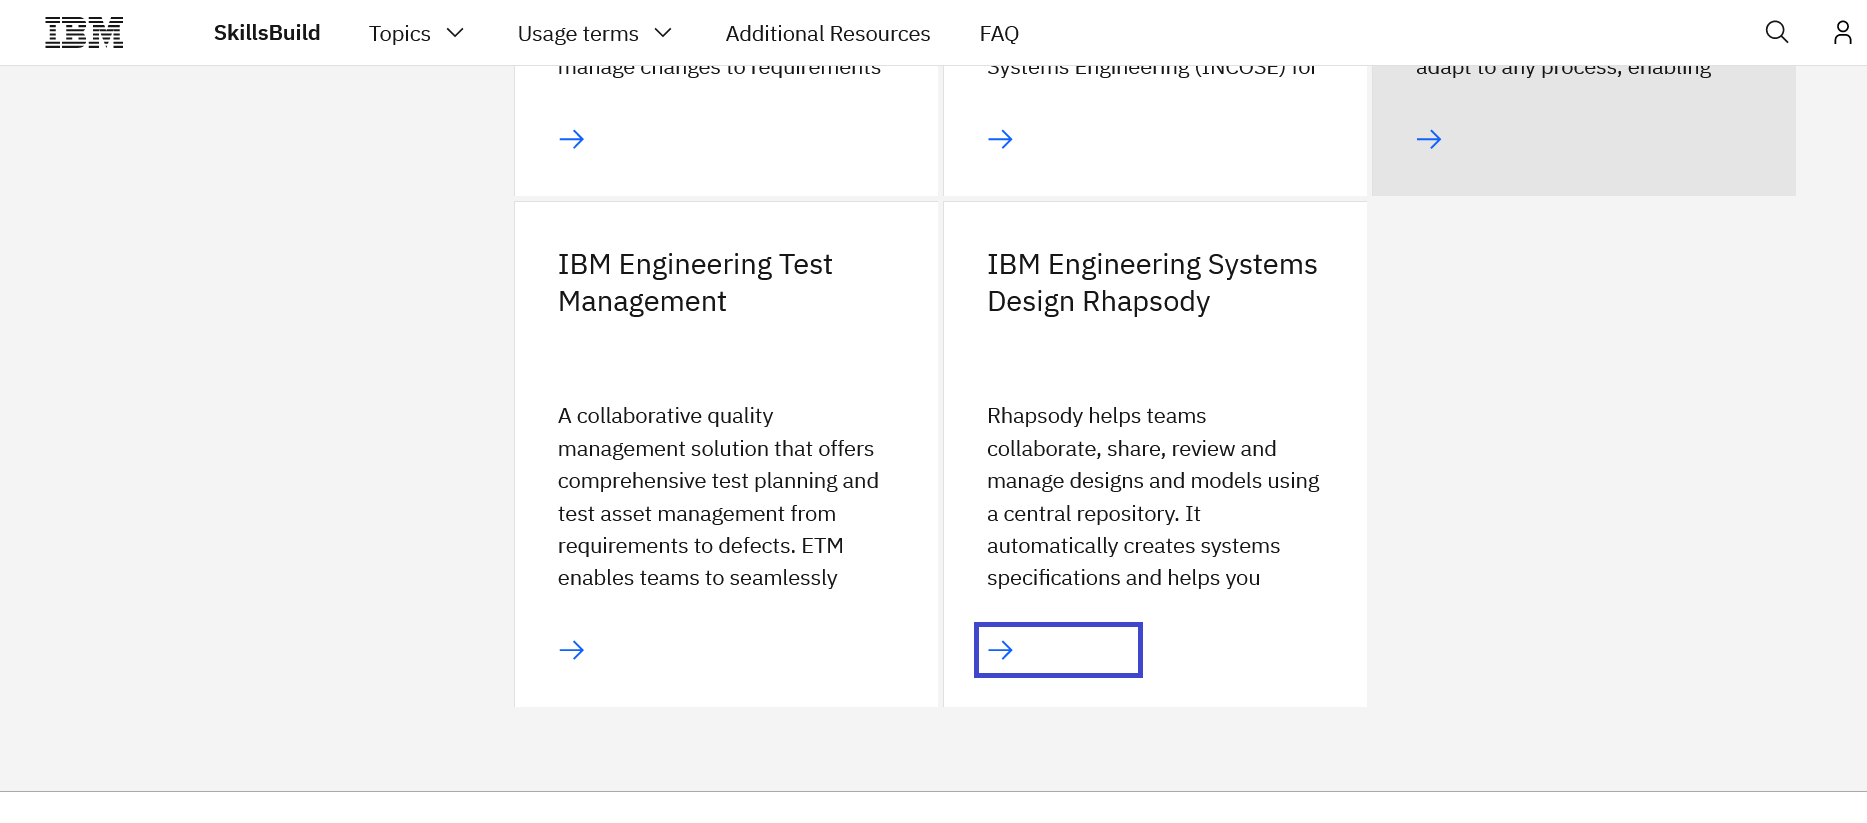 IBM SkillsBuild Topics Usage terms Additional Resources FAQ
manage changes to requirements
Systems Engineering (INCOSE) for
adapt to any process, enabling
IBM Engineering Test
Management
A collaborative quality
management solution that offers
comprehensive test planning and
test asset management from
requirements to defects. ETM
enables teams to seamlessly
IBM Engineering Systems
Design Rhapsody
Rhapsody helps teams
collaborate, share, review and
manage designs and models using
a central repository. It
automatically creates systems
specifications and helps you